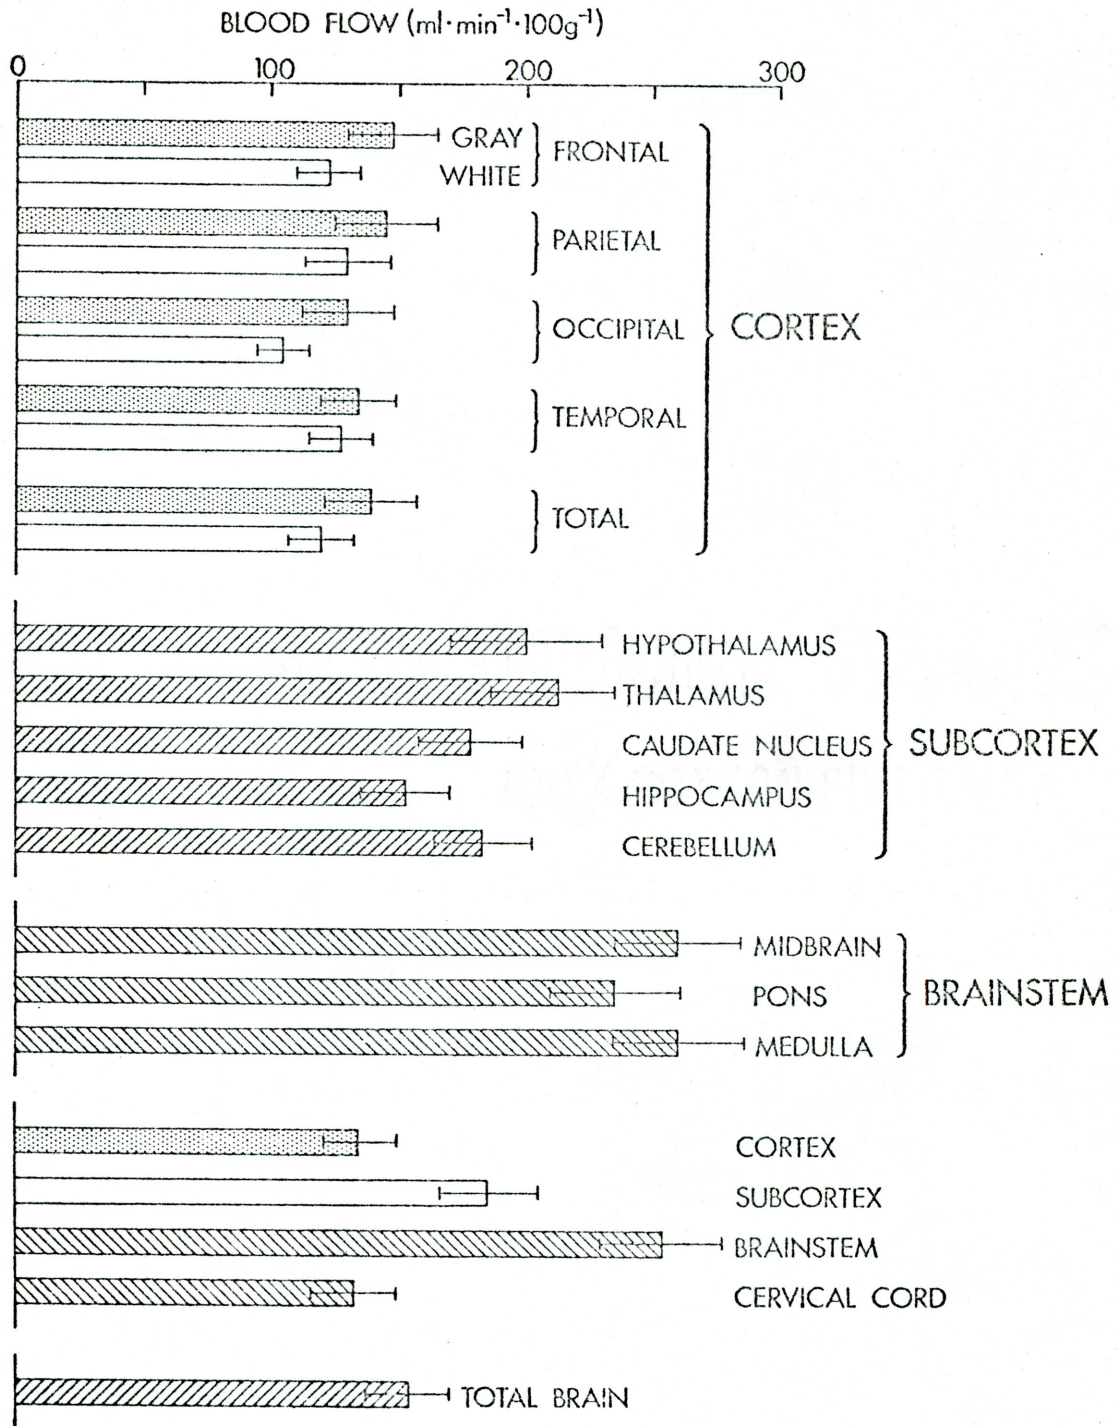 BLOOD FLOW (ml·min⁻¹·100g⁻¹)
0 100 200 300
GRAY
WHITE
FRONTAL
PARIETAL
OCCIPITAL
TEMPORAL
TOTAL
CORTEX
HYPOTHALAMUS
THALAMUS
CAUDATE NUCLEUS
HIPPOCAMPUS
CEREBELLUM
SUBCORTEX
MIDBRAIN
PONS
MEDULLA
BRAINSTEM
CORTEX
SUBCORTEX
BRAINSTEM
CERVICAL CORD
TOTAL BRAIN